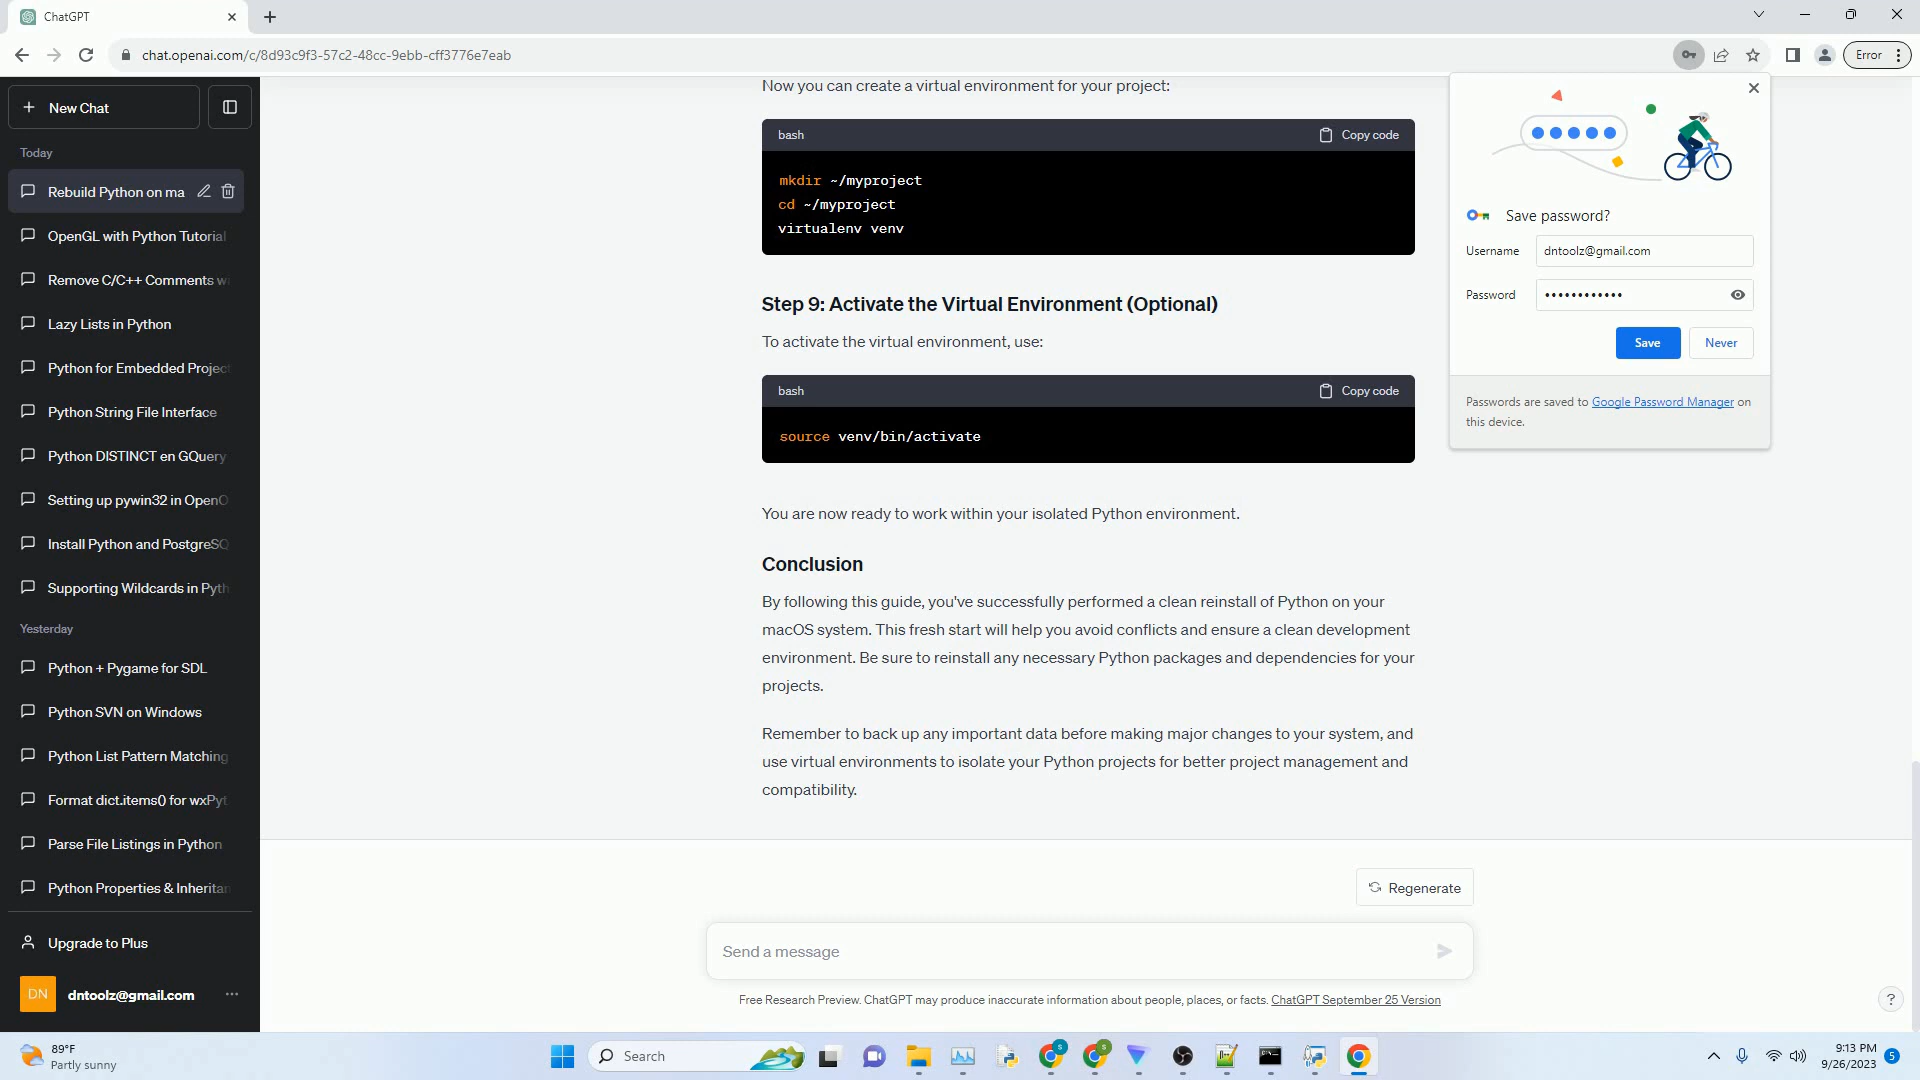 ChatGPT
chat.openai.com/c/8d93c9f3-57c2-48cc-9ebb-cff3776e7eab
Error
New Chat
Today
Rebuild Python on ma
OpenGL with Python Tutorial
Remove C/C++ Comments wi
Lazy Lists in Python
Python for Embedded Project
Python String File Interface
Python DISTINCT en GQuery
Setting up pywin32 in OpenO
Install Python and PostgreSQ
Supporting Wildcards in Pyth
Yesterday
Python + Pygame for SDL
Python SVN on Windows
Python List Pattern Matching
Format dict.items() for wxPyt
Parse File Listings in Python
Python Properties & Inheritan
Upgrade to Plus
DN
dntoolz@gmail.com
Now you can create a virtual environment for your project:
bash
Copy code
mkdir ~/myproject
cd ~/myproject
virtualenv venv
Step 9: Activate the Virtual Environment (Optional)
To activate the virtual environment, use:
bash
Copy code
source venv/bin/activate
You are now ready to work within your isolated Python environment.
Conclusion
By following this guide, you've successfully performed a clean reinstall of Python on your
macOS system. This fresh start will help you avoid conflicts and ensure a clean development
environment. Be sure to reinstall any necessary Python packages and dependencies for your
projects.
Remember to back up any important data before making major changes to your system, and
use virtual environments to isolate your Python projects for better project management and
compatibility.
Regenerate
Send a message
Free Research Preview. ChatGPT may produce inaccurate information about people, places, or facts. ChatGPT September 25 Version
?
Save password?
Username
dntoolz@gmail.com
Password
Save
Never
Passwords are saved to Google Password Manager on
this device.
89°F
Partly sunny
Search
9:13 PM
9/26/2023
5